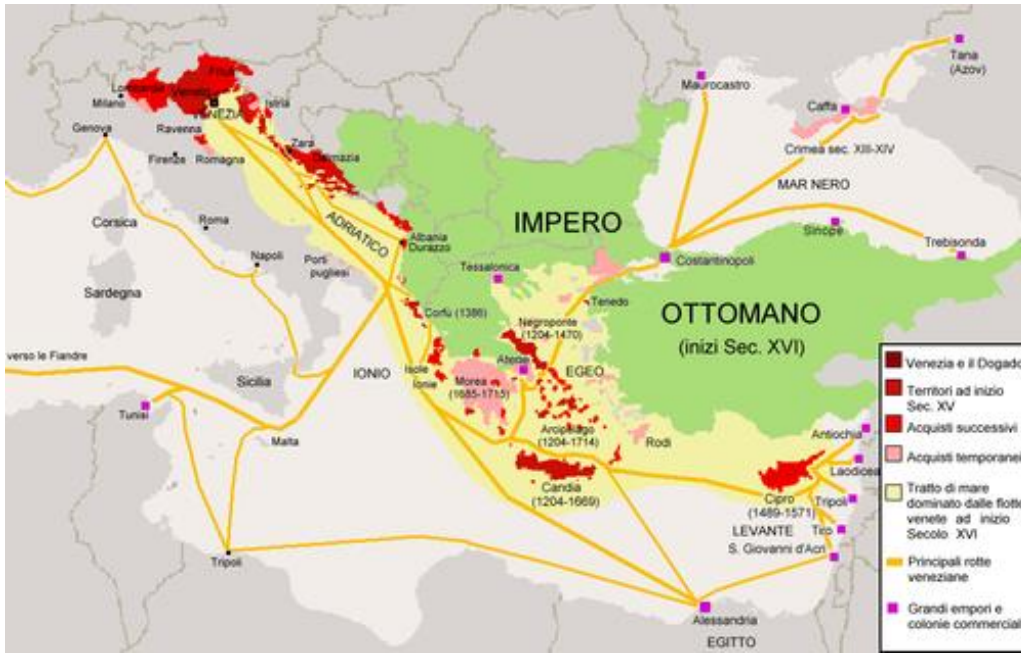 Tana
(Azov)
Maurocastro
Caffa
Crimea sec. XIII-XIV
MAR NERO
Sinope
Trebisonda
Costantinopoli
Friuli
Lombardia
Veneto
Milano
VENEZIA
Istria
Genova
Ravenna
Romagna
Firenze
Zara
Dalmazia
Corsica
Roma
ADRIATICO
Albania
Durazzo
Napoli
Porti
pugliesi
Sardegna
IMPERO
OTTOMANO
(inizi Sec. XVI)
Tessalonica
Tenedo
Corfù (1386)
Negroponte
(1204-1470)
Atene
EGEO
verso le Fiandre
Sicilia
IONIO
Isole
Ionie
Morea
(1685-1715)
Arcipelago
(1204-1714)
Rodi
Tunisi
Malta
Candia
(1204-1669)
Cipro
(1489-1571)
Antiochia
Laodicea
Tripoli
Tiro
LEVANTE
S. Giovanni d'Acri
Tripoli
Alessandria
EGITTO
Venezia e il Dogado
Territori ad inizio
Sec. XV
Acquisti successivi
Acquisti temporanei
Tratto di mare
dominato dalle flotte
venete ad inizio
Secolo XVI
Principali rotte
veneziane
Grandi empori e
colonie commerciali